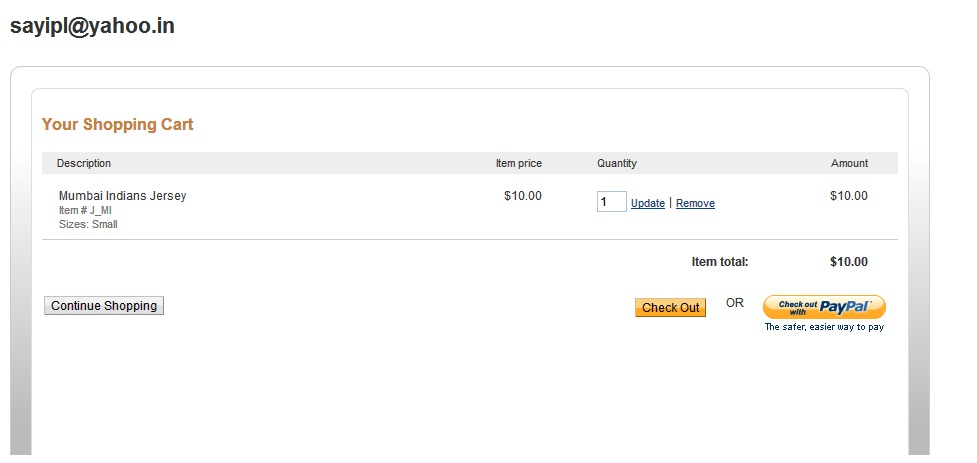 sayipl@yahoo.in
Your Shopping Cart
Description Item price Quantity Amount
Mumbai Indians Jersey $10.00 1 Update | Remove $10.00
Item # J_MI
Sizes: Small
Item total: $10.00
Continue Shopping Check Out OR Check out with PayPal
The safer, easier way to pay